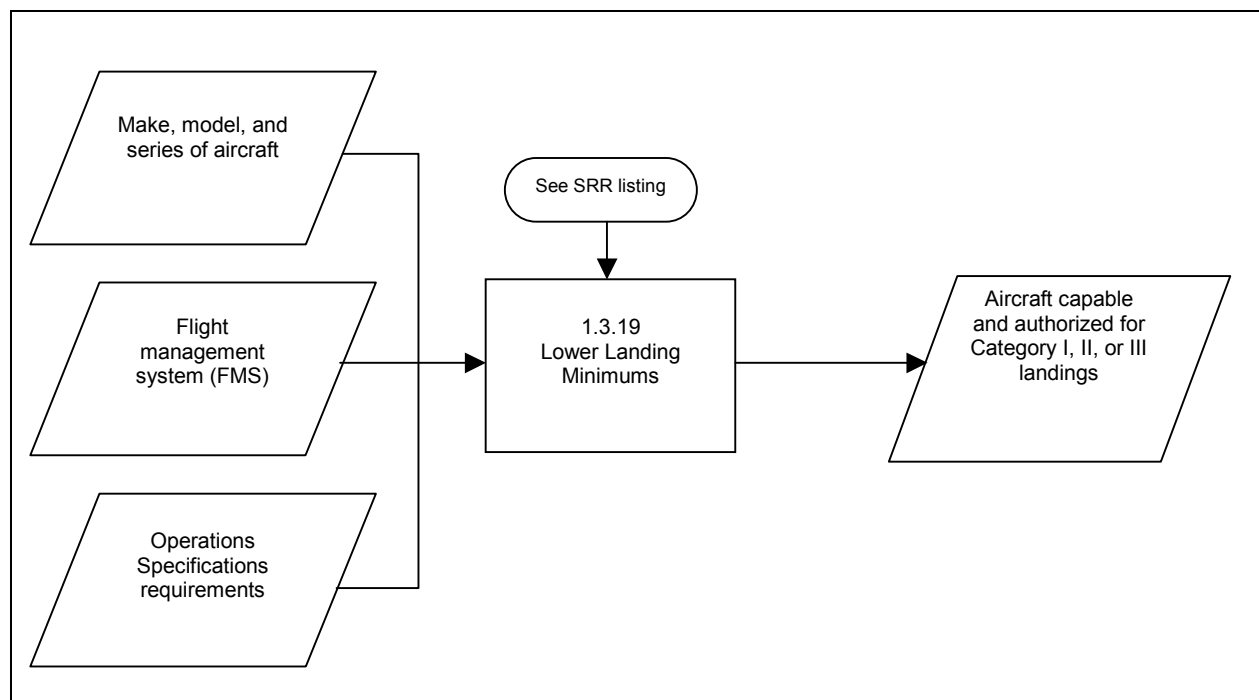 Make, model, and
series of aircraft
See SRR listing
Flight
management
system (FMS)
1.3.19
Lower Landing
Minimums
Aircraft capable
and authorized for
Category I, II, or III
landings
Operations
Specifications
requirements